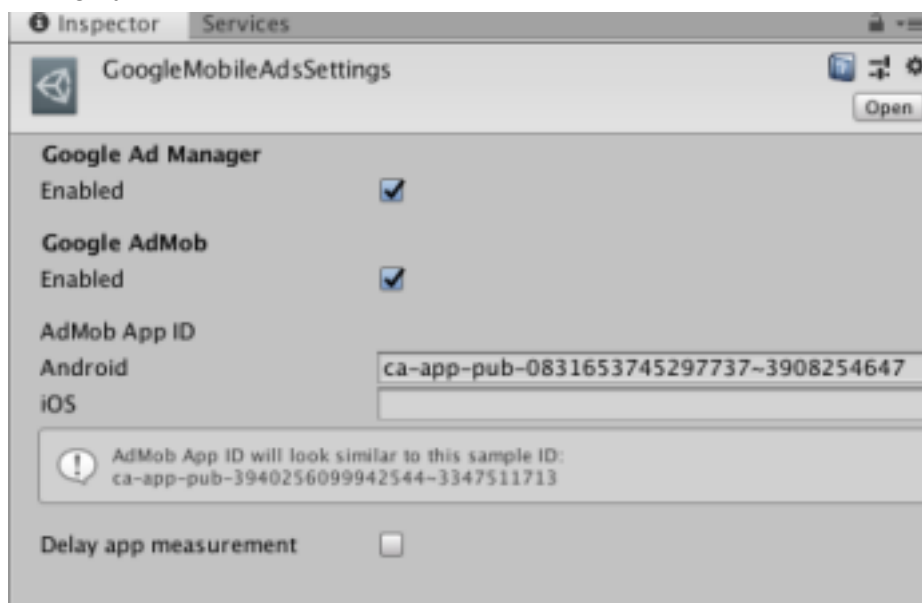 Inspector Services
GoogleMobileAdsSettings
Open
Google Ad Manager
Enabled
Google AdMob
Enabled
AdMob App ID
Android ca-app-pub-0831653745297737~3908254647
iOS
AdMob App ID will look similar to this sample ID:
ca-app-pub-3940256099942544~3347511713
Delay app measurement